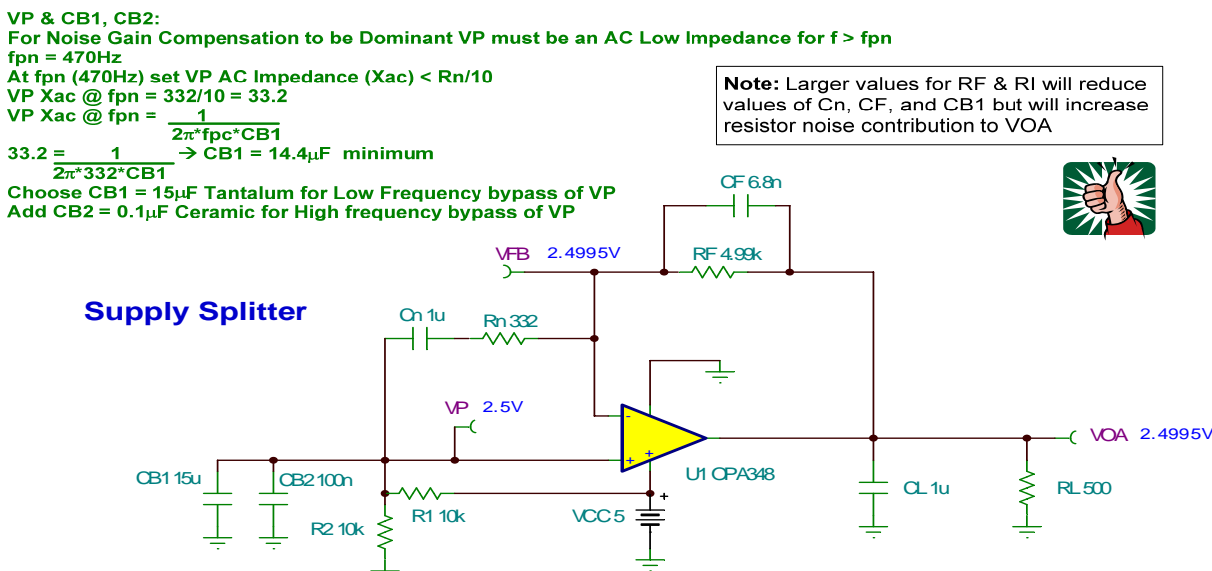 VP & CB1, CB2:
For Noise Gain Compensation to be Dominant VP must be an AC Low Impedance for f > fpn
fpn = 470Hz
At fpn (470Hz) set VP AC Impedance (Xac) < Rn/10
VP Xac @ fpn = 332/10 = 33.2
VP Xac @ fpn = 1
2π*fpc*CB1
33.2 = 1 → CB1 = 14.4µF minimum
2π*332*CB1
Choose CB1 = 15µF Tantalum for Low Frequency bypass of VP
Add CB2 = 0.1µF Ceramic for High frequency bypass of VP
Note: Larger values for RF & RI will reduce
values of Cn, CF, and CB1 but will increase
resistor noise contribution to VOA
CF 6.8n
VFB 2.4995V
RF 4.99k
Supply Splitter
Cn 1u
Rn 332
VP 2.5V
-
+
+
U1 OPA348
VOA 2.4995V
CB1 15u
CB2 100n
R1 10k
R2 10k
VCC 5
+
CL 1u
RL 500